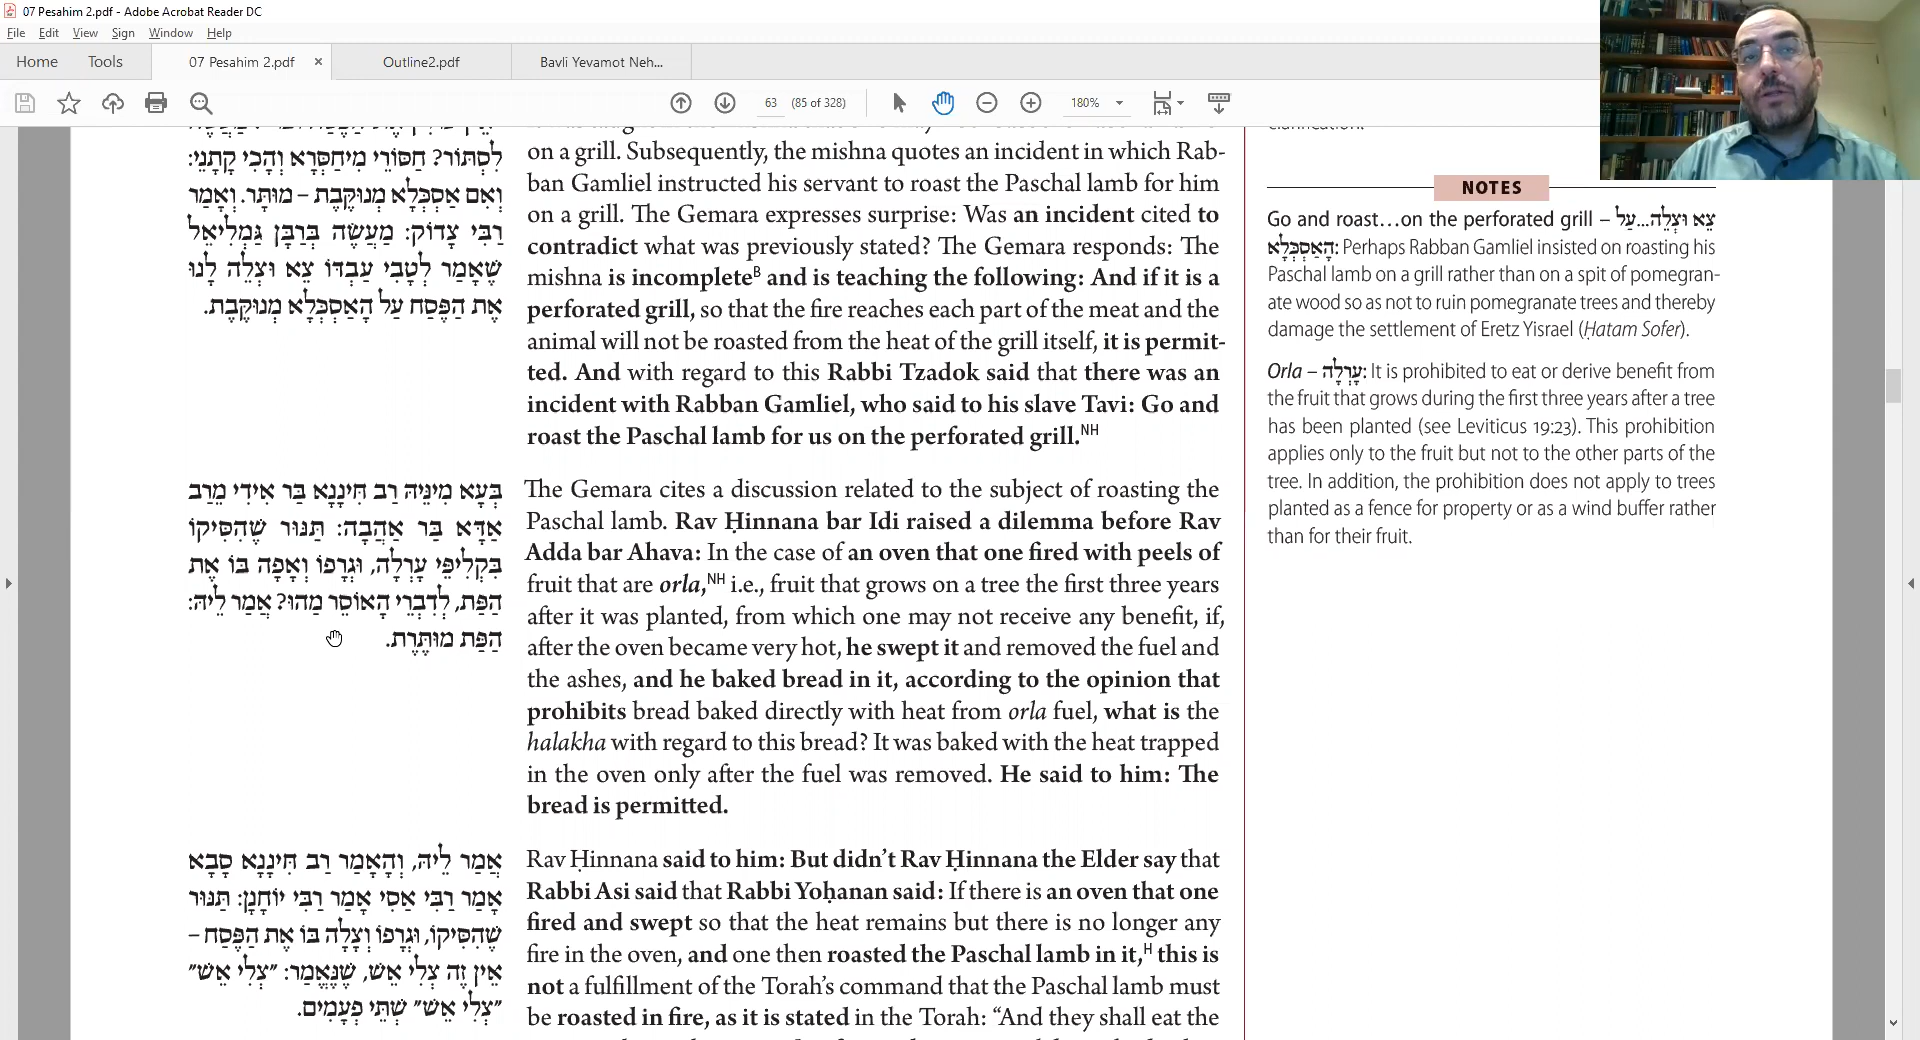 07 Pesahim 2.pdf - Adobe Acrobat Reader DC
File Edit View Sign Window Help
Home Tools 07 Pesahim 2.pdf × Outline2.pdf Bavli Yevamot Neh...
63 (85 of 328) 180%
לִסְתּוֹר? חַסּוֹרֵי מִיחַסְּרָא וְהָכִי קָתָנֵי:
וְאִם אַסְכְּלָא מְנוּקֶּבֶת – מוּתָּר. וְאָמַר
רַבִּי צָדוֹק: מַעֲשֶׂה בְּרַבָּן גַּמְלִיאֵל
שֶׁאָמַר לְטָבִי עַבְדּוֹ צֵא וּצְלֵה לָנוּ
אֶת הַפֶּסַח עַל הָאַסְכְּלָא מְנוּקֶּבֶת.
בְּעָא מִינֵּיהּ רַב חִינָּנָא בַּר אִידִי מֵרַב
אַדָּא בַּר אַהֲבָה: תַּנּוּר שֶׁהִסִּיקוֹ
בִּקְלִיפֵּי עׇרְלָה, וּגְרָפוֹ וְאָפָה בּוֹ אֶת
הַפַּת, לְדִבְרֵי הָאוֹסֵר מַהוּ? אֲמַר לֵיהּ:
הַפַּת מוּתֶּרֶת.
אֲמַר לֵיהּ, וְהָאָמַר רַב חִינָּנָא סָבָא
אָמַר רַבִּי אַסִי אָמַר רַבִּי יוֹחָנָן: תַּנּוּר
שֶׁהִסִּיקוֹ, וּגְרָפוֹ וְצָלָה בּוֹ אֶת הַפֶּסַח –
אֵין זֶה צְלִי אֵשׁ, שֶׁנֶּאֱמַר: ״צְלִי אֵשׁ״
״צְלִי אֵשׁ״ שְׁתֵּי פְעָמִים.
on a grill. Subsequently, the mishna quotes an incident in which Rab-
ban Gamliel instructed his servant to roast the Paschal lamb for him
on a grill. The Gemara expresses surprise: Was an incident cited to
contradict what was previously stated? The Gemara responds: The
mishna is incompleteᴮ and is teaching the following: And if it is a
perforated grill, so that the fire reaches each part of the meat and the
animal will not be roasted from the heat of the grill itself, it is permit-
ted. And with regard to this Rabbi Tzadok said that there was an
incident with Rabban Gamliel, who said to his slave Tavi: Go and
roast the Paschal lamb for us on the perforated grill.ᴺᴴ
The Gemara cites a discussion related to the subject of roasting the
Paschal lamb. Rav Ḥinnana bar Idi raised a dilemma before Rav
Adda bar Ahava: In the case of an oven that one fired with peels of
fruit that are orla,ᴺᴴ i.e., fruit that grows on a tree the first three years
after it was planted, from which one may not receive any benefit, if,
after the oven became very hot, he swept it and removed the fuel and
the ashes, and he baked bread in it, according to the opinion that
prohibits bread baked directly with heat from orla fuel, what is the
halakha with regard to this bread? It was baked with the heat trapped
in the oven only after the fuel was removed. He said to him: The
bread is permitted.
Rav Ḥinnana said to him: But didn't Rav Ḥinnana the Elder say that
Rabbi Asi said that Rabbi Yoḥanan said: If there is an oven that one
fired and swept so that the heat remains but there is no longer any
fire in the oven, and one then roasted the Paschal lamb in it,ᴴ this is
not a fulfillment of the Torah's command that the Paschal lamb must
be roasted in fire, as it is stated in the Torah: "And they shall eat the
NOTES
Go and roast…on the perforated grill – צֵא וּצְלֵה…עַל
הָאַסְכְּלָא: Perhaps Rabban Gamliel insisted on roasting his
Paschal lamb on a grill rather than on a spit of pomegran-
ate wood so as not to ruin pomegranate trees and thereby
damage the settlement of Eretz Yisrael (Ḥatam Sofer).
Orla – עׇרְלָה: It is prohibited to eat or derive benefit from
the fruit that grows during the first three years after a tree
has been planted (see Leviticus 19:23). This prohibition
applies only to the fruit but not to the other parts of the
tree. In addition, the prohibition does not apply to trees
planted as a fence for property or as a wind buffer rather
than for their fruit.